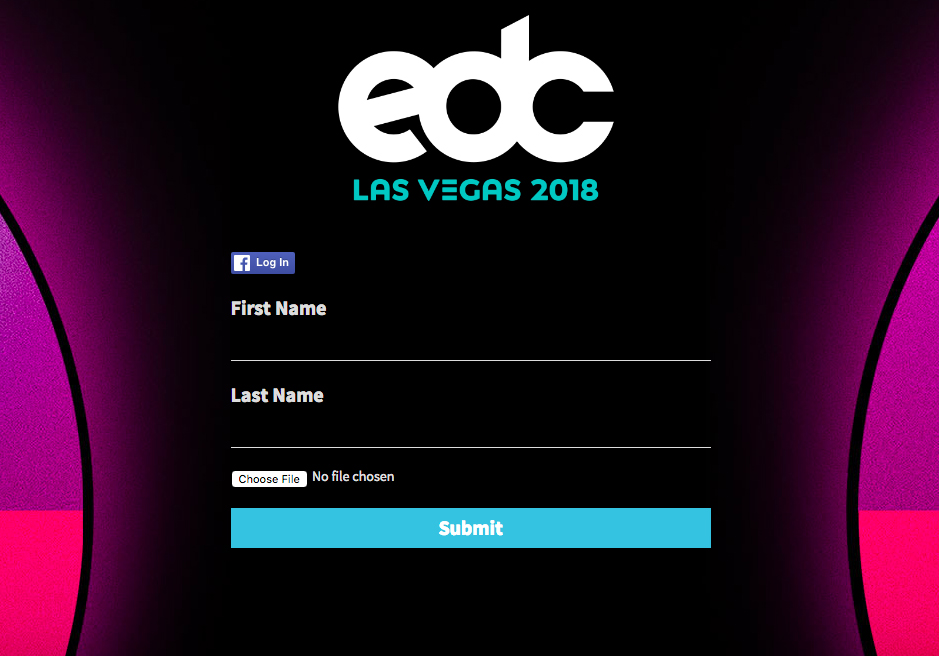 edc
LAS VEGAS 2018
f Log In
First Name
Last Name
Choose File No file chosen
Submit